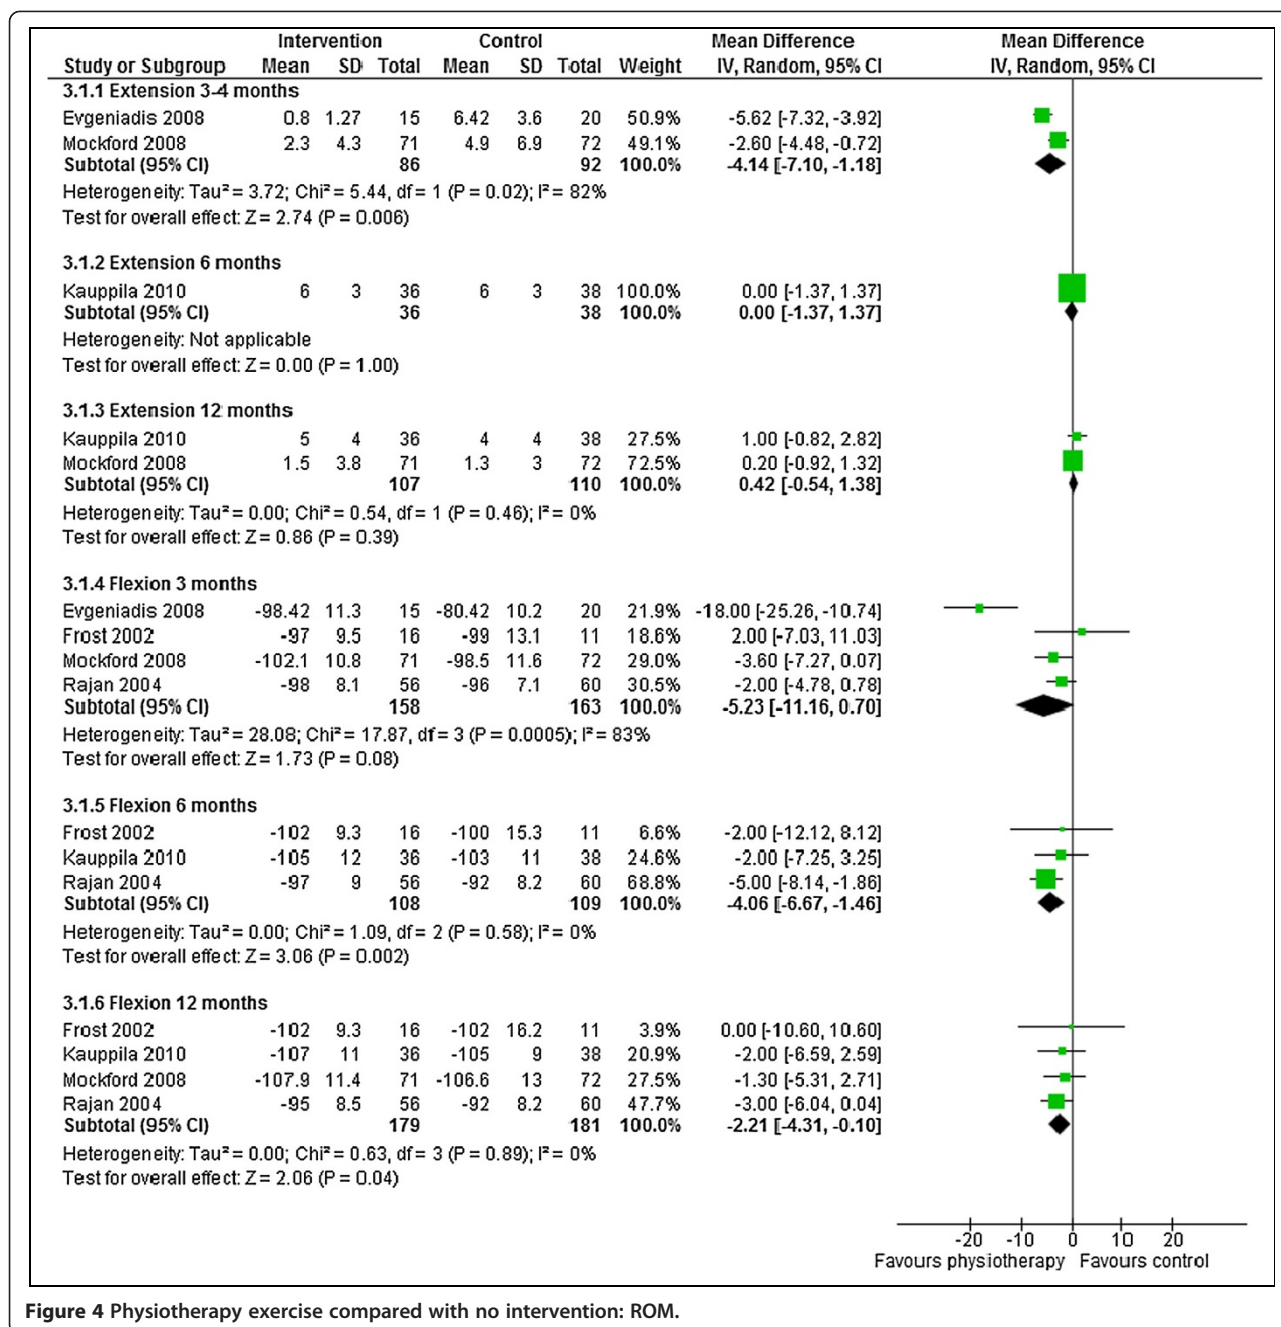 Intervention Control Mean Difference Mean Difference
Study or Subgroup Mean SD Total Mean SD Total Weight IV, Random, 95% CI IV, Random, 95% CI
3.1.1 Extension 3-4 months
Evgeniadis 2008 0.8 1.27 15 6.42 3.6 20 50.9% -5.62 [-7.32, -3.92]
Mockford 2008 2.3 4.3 71 4.9 6.9 72 49.1% -2.60 [-4.48, -0.72]
Subtotal (95% CI) 86 92 100.0% -4.14 [-7.10, -1.18]
Heterogeneity: Tau² = 3.72; Chi² = 5.44, df = 1 (P = 0.02); I² = 82%
Test for overall effect: Z = 2.74 (P = 0.006)
3.1.2 Extension 6 months
Kauppila 2010 6 3 36 6 3 38 100.0% 0.00 [-1.37, 1.37]
Subtotal (95% CI) 36 38 100.0% 0.00 [-1.37, 1.37]
Heterogeneity: Not applicable
Test for overall effect: Z = 0.00 (P = 1.00)
3.1.3 Extension 12 months
Kauppila 2010 5 4 36 4 4 38 27.5% 1.00 [-0.82, 2.82]
Mockford 2008 1.5 3.8 71 1.3 3 72 72.5% 0.20 [-0.92, 1.32]
Subtotal (95% CI) 107 110 100.0% 0.42 [-0.54, 1.38]
Heterogeneity: Tau² = 0.00; Chi² = 0.54, df = 1 (P = 0.46); I² = 0%
Test for overall effect: Z = 0.86 (P = 0.39)
3.1.4 Flexion 3 months
Evgeniadis 2008 -98.42 11.3 15 -80.42 10.2 20 21.9% -18.00 [-25.26, -10.74]
Frost 2002 -97 9.5 16 -99 13.1 11 18.6% 2.00 [-7.03, 11.03]
Mockford 2008 -102.1 10.8 71 -98.5 11.6 72 29.0% -3.60 [-7.27, 0.07]
Rajan 2004 -98 8.1 56 -96 7.1 60 30.5% -2.00 [-4.78, 0.78]
Subtotal (95% CI) 158 163 100.0% -5.23 [-11.16, 0.70]
Heterogeneity: Tau² = 28.08; Chi² = 17.87, df = 3 (P = 0.0005); I² = 83%
Test for overall effect: Z = 1.73 (P = 0.08)
3.1.5 Flexion 6 months
Frost 2002 -102 9.3 16 -100 15.3 11 6.6% -2.00 [-12.12, 8.12]
Kauppila 2010 -105 12 36 -103 11 38 24.6% -2.00 [-7.25, 3.25]
Rajan 2004 -97 9 56 -92 8.2 60 68.8% -5.00 [-8.14, -1.86]
Subtotal (95% CI) 108 109 100.0% -4.06 [-6.67, -1.46]
Heterogeneity: Tau² = 0.00; Chi² = 1.09, df = 2 (P = 0.58); I² = 0%
Test for overall effect: Z = 3.06 (P = 0.002)
3.1.6 Flexion 12 months
Frost 2002 -102 9.3 16 -102 16.2 11 3.9% 0.00 [-10.60, 10.60]
Kauppila 2010 -107 11 36 -105 9 38 20.9% -2.00 [-6.59, 2.59]
Mockford 2008 -107.9 11.4 71 -106.6 13 72 27.5% -1.30 [-5.31, 2.71]
Rajan 2004 -95 8.5 56 -92 8.2 60 47.7% -3.00 [-6.04, 0.04]
Subtotal (95% CI) 179 181 100.0% -2.21 [-4.31, -0.10]
Heterogeneity: Tau² = 0.00; Chi² = 0.63, df = 3 (P = 0.89); I² = 0%
Test for overall effect: Z = 2.06 (P = 0.04)
-20 -10 0 10 20
Favours physiotherapy Favours control
Figure 4 Physiotherapy exercise compared with no intervention: ROM.